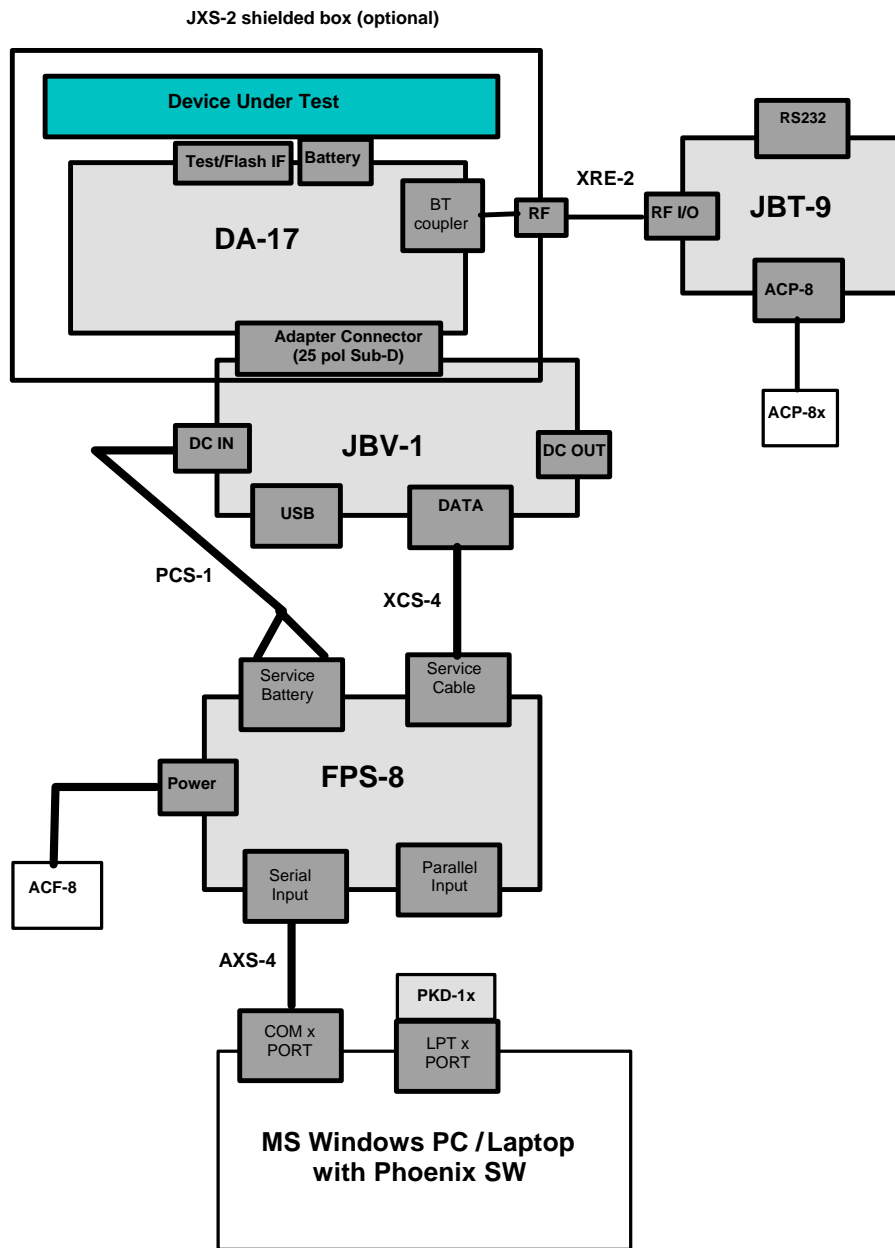 JXS-2 shielded box (optional)
Device Under Test
RS232
Test/Flash IF
Battery
XRE-2
BT
coupler
RF
RF I/O
JBT-9
DA-17
ACP-8
Adapter Connector
(25 pol Sub-D)
ACP-8x
DC IN
JBV-1
DC OUT
USB
DATA
PCS-1
XCS-4
Service
Battery
Service
Cable
Power
FPS-8
ACF-8
Serial
Input
Parallel
Input
AXS-4
PKD-1x
COM x
PORT
LPT x
PORT
MS Windows PC / Laptop
with Phoenix SW